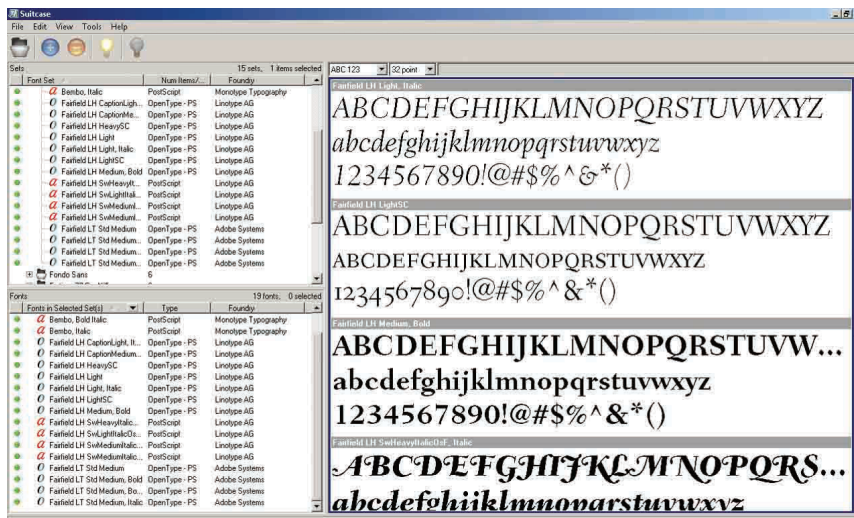 Suitcase
File Edit View Tools Help
Sets 15 sets, 1 items selected
Font Set Num Items/... Foundry
Bembo, Italic PostScript Monotype Typography
Fairfield LH CaptionLigh... OpenType - PS Linotype AG
Fairfield LH CaptionMe... OpenType - PS Linotype AG
Fairfield LH HeavySC OpenType - PS Linotype AG
Fairfield LH Light OpenType - PS Linotype AG
Fairfield LH Light, Italic OpenType - PS Linotype AG
Fairfield LH LightSC OpenType - PS Linotype AG
Fairfield LH Medium, Bold OpenType - PS Linotype AG
Fairfield LH SwHeavyIt... PostScript Linotype AG
Fairfield LH SwLightItali... PostScript Linotype AG
Fairfield LH SwMediumI... PostScript Linotype AG
Fairfield LH SwMediumI... PostScript Linotype AG
Fairfield LT Std Medium OpenType - PS Adobe Systems
Fairfield LT Std Medium... OpenType - PS Adobe Systems
Fairfield LT Std Medium... OpenType - PS Adobe Systems
Fairfield LT Std Medium... OpenType - PS Adobe Systems
Fondo Sans 6
Fonts 19 fonts, 0 selected
Fonts in Selected Set(s) Type Foundry
Bembo, Bold Italic PostScript Monotype Typography
Bembo, Italic PostScript Monotype Typography
Fairfield LH CaptionLight, It... OpenType - PS Linotype AG
Fairfield LH CaptionMedium... OpenType - PS Linotype AG
Fairfield LH HeavySC OpenType - PS Linotype AG
Fairfield LH Light OpenType - PS Linotype AG
Fairfield LH Light, Italic OpenType - PS Linotype AG
Fairfield LH LightSC OpenType - PS Linotype AG
Fairfield LH Medium, Bold OpenType - PS Linotype AG
Fairfield LH SwHeavyItalic... PostScript Linotype AG
Fairfield LH SwLightItalicOs... PostScript Linotype AG
Fairfield LH SwMediumItalic... PostScript Linotype AG
Fairfield LH SwMediumItalic... PostScript Linotype AG
Fairfield LT Std Medium OpenType - PS Adobe Systems
Fairfield LT Std Medium, Bold OpenType - PS Adobe Systems
Fairfield LT Std Medium, Bo... OpenType - PS Adobe Systems
Fairfield LT Std Medium, Italic OpenType - PS Adobe Systems
ABC 123 32 point
Fairfield LH Light, Italic
ABCDEFGHIJKLMNOPQRSTUVWXYZ
abcdefghijklmnopqrstuvwxyz
1234567890!@#$%^&*()
Fairfield LH LightSC
ABCDEFGHIJKLMNOPQRSTUVWXYZ
ABCDEFGHIJKLMNOPQRSTUVWXYZ
1234567890!@#$%^&*()
Fairfield LH Medium, Bold
ABCDEFGHIJKLMNOPQRSTUVW...
abcdefghijklmnopqrstuvwxyz
1234567890!@#$%^&*()
Fairfield LH SwHeavyItalicOsF, Italic
ABCDEFGHIJKLMNOPQRS...
abcdefghijklmnopqrstuvwxyz